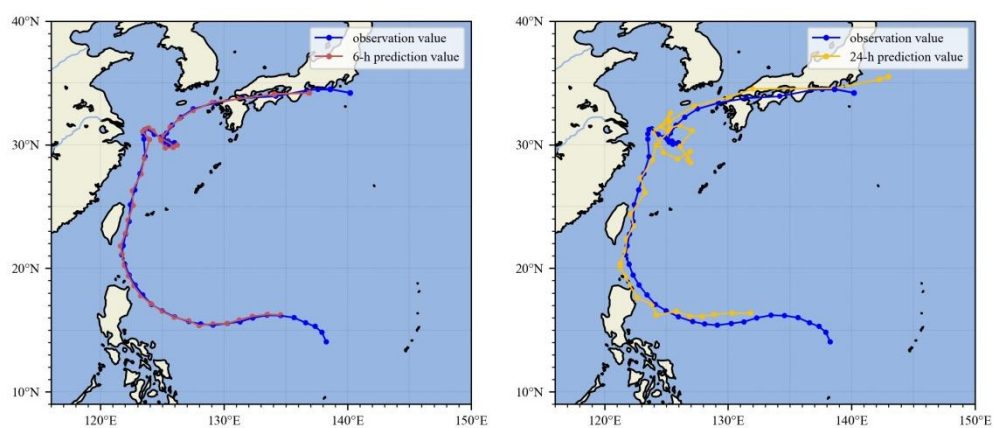 40°N
observation value
6-h prediction value
30°N
20°N
10°N
120°E
130°E
140°E
150°E
40°N
observation value
24-h prediction value
30°N
20°N
10°N
120°E
130°E
140°E
150°E